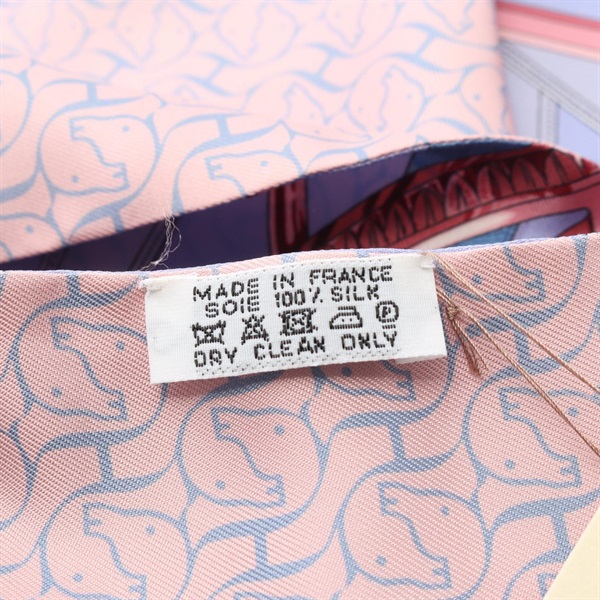 MADE IN FRANCE
SOIE 100% SILK
P
DRY CLEAN ONLY